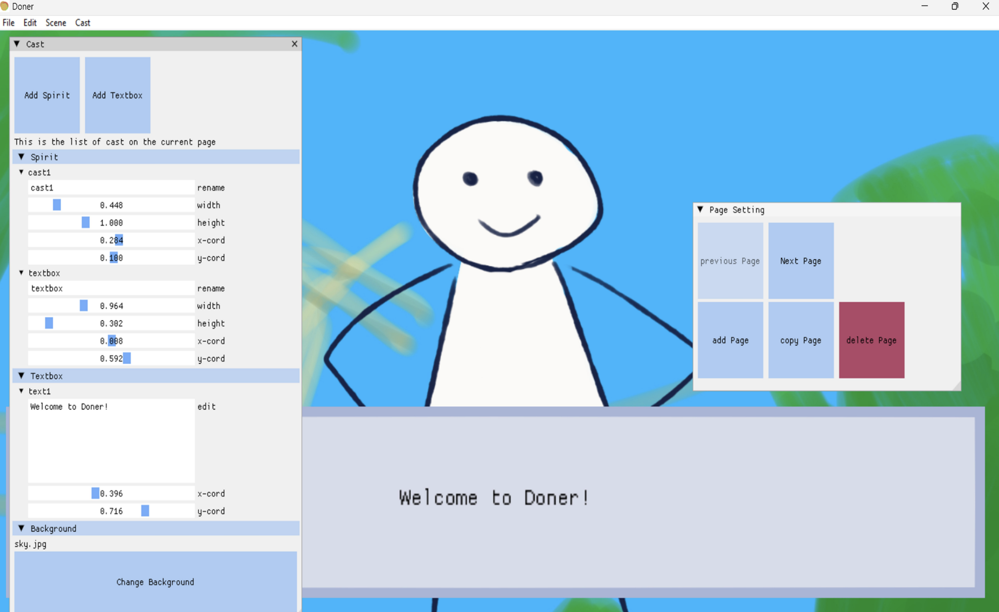 Doner
File Edit Scene Cast
Cast
Add Spirit Add Textbox
This is the list of cast on the current page
Spirit
cast1
cast1 rename
0.448 width
1.000 height
0.284 x-cord
0.100 y-cord
textbox
textbox rename
0.964 width
0.302 height
0.008 x-cord
0.592 y-cord
Textbox
text1
Welcome to Doner! edit
0.396 x-cord
0.716 y-cord
Background
sky.jpg
Change Background
Page Setting
previous Page Next Page
add Page copy Page delete Page
Welcome to Doner!